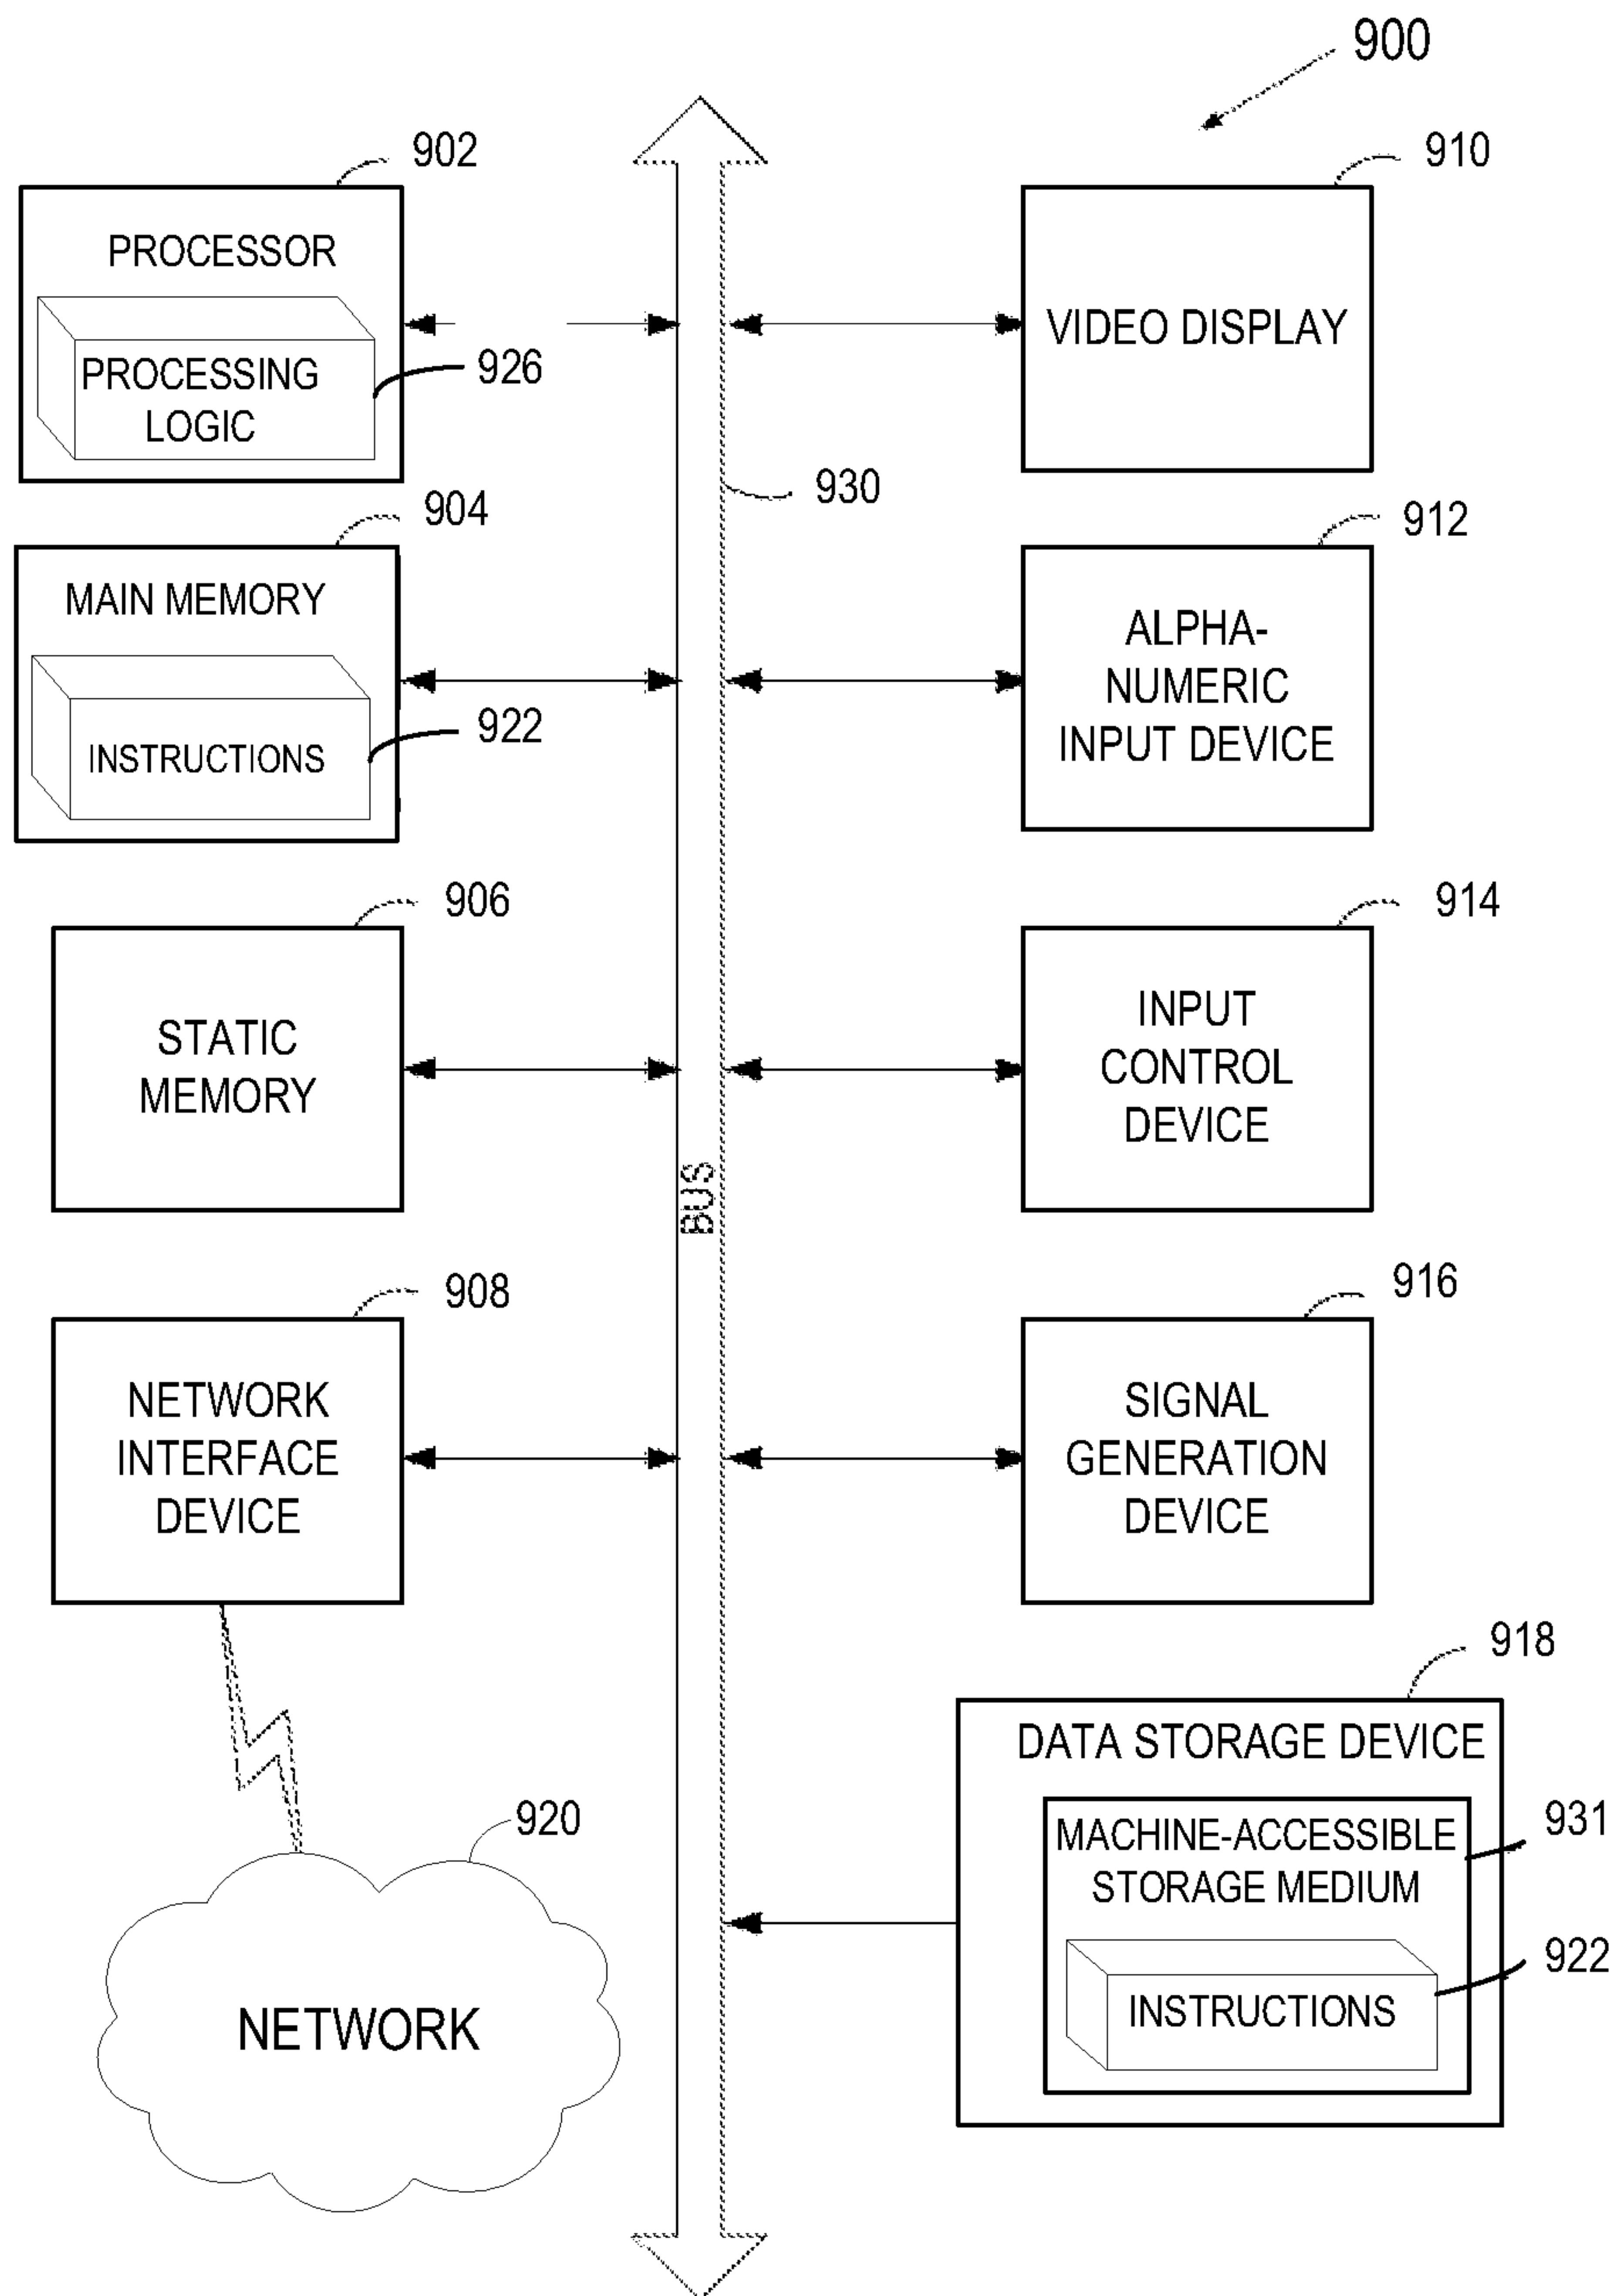 900
902
PROCESSOR
PROCESSING
LOGIC
926
904
MAIN MEMORY
INSTRUCTIONS
922
906
STATIC
MEMORY
908
NETWORK
INTERFACE
DEVICE
920
NETWORK
930
BUS
910
VIDEO DISPLAY
912
ALPHA-
NUMERIC
INPUT DEVICE
914
INPUT
CONTROL
DEVICE
916
SIGNAL
GENERATION
DEVICE
918
DATA STORAGE DEVICE
931
MACHINE-ACCESSIBLE
STORAGE MEDIUM
922
INSTRUCTIONS